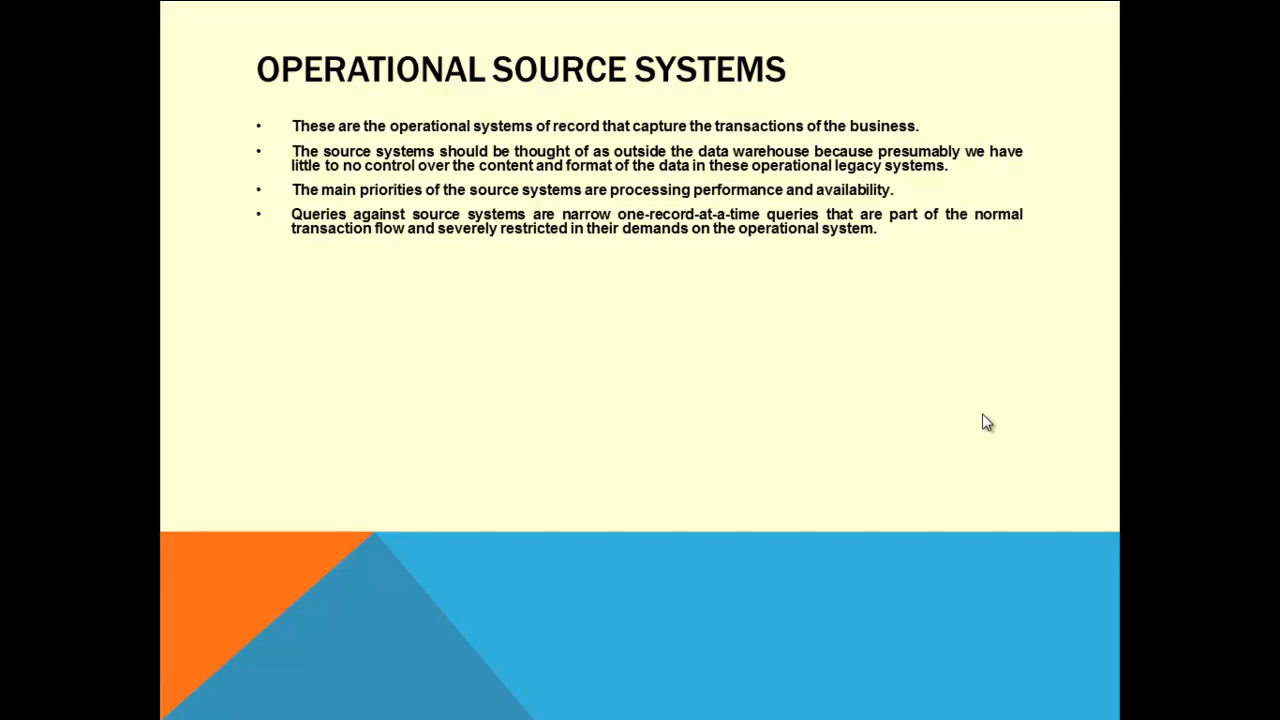 OPERATIONAL SOURCE SYSTEMS
• These are the operational systems of record that capture the transactions of the business.
• The source systems should be thought of as outside the data warehouse because presumably we have
little to no control over the content and format of the data in these operational legacy systems.
• The main priorities of the source systems are processing performance and availability.
• Queries against source systems are narrow one-record-at-a-time queries that are part of the normal
transaction flow and severely restricted in their demands on the operational system.